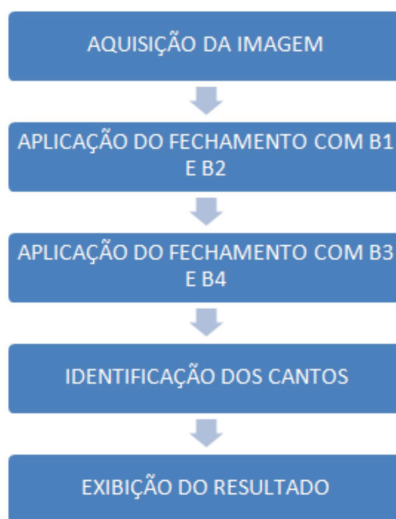 AQUISIÇÃO DA IMAGEM
APLICAÇÃO DO FECHAMENTO COM B1
E B2
APLICAÇÃO DO FECHAMENTO COM B3
E B4
IDENTIFICAÇÃO DOS CANTOS
EXIBIÇÃO DO RESULTADO